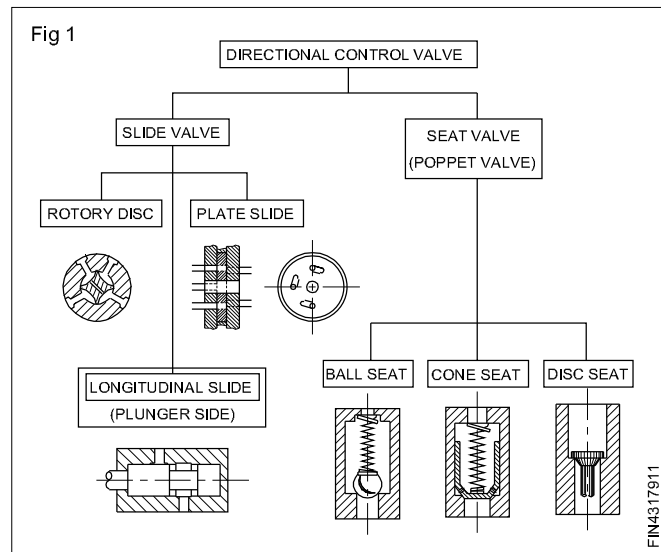 Fig 1
DIRECTIONAL CONTROL VALVE
SLIDE VALVE
SEAT VALVE
(POPPET VALVE)
ROTORY DISC
PLATE SLIDE
LONGITUDINAL SLIDE
(PLUNGER SIDE)
BALL SEAT
CONE SEAT
DISC SEAT
FIN4317911